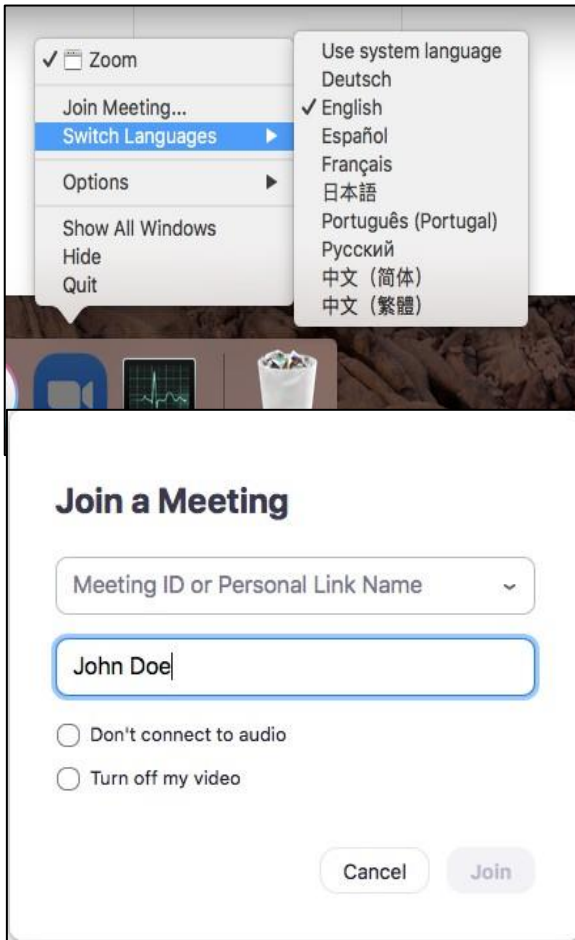 ✓ Zoom
Join Meeting...
Switch Languages
Options
Show All Windows
Hide
Quit
Use system language
Deutsch
✓ English
Español
Français
日本語
Português (Portugal)
Русский
中文（简体）
中文（繁體）
Join a Meeting
Meeting ID or Personal Link Name
John Doe
Don't connect to audio
Turn off my video
Cancel
Join